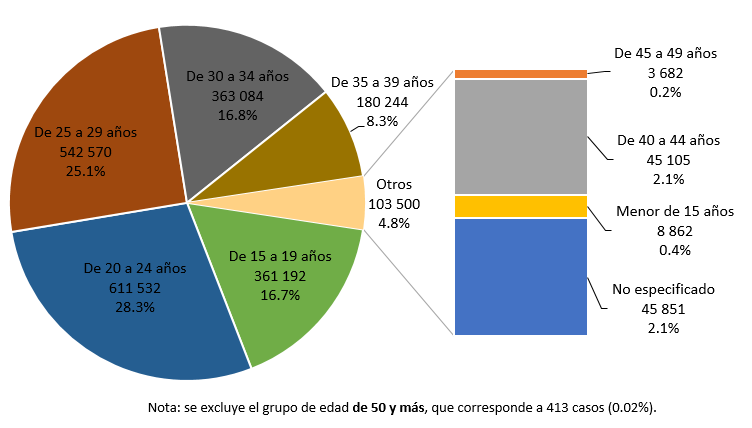 De 30 a 34 años
363 084
16.8%
De 35 a 39 años
180 244
8.3%
De 25 a 29 años
542 570
25.1%
Otros
103 500
4.8%
De 15 a 19 años
361 192
16.7%
De 20 a 24 años
611 532
28.3%
De 45 a 49 años
3 682
0.2%
De 40 a 44 años
45 105
2.1%
Menor de 15 años
8 862
0.4%
No especificado
45 851
2.1%
Nota: se excluye el grupo de edad de 50 y más, que corresponde a 413 casos (0.02%).